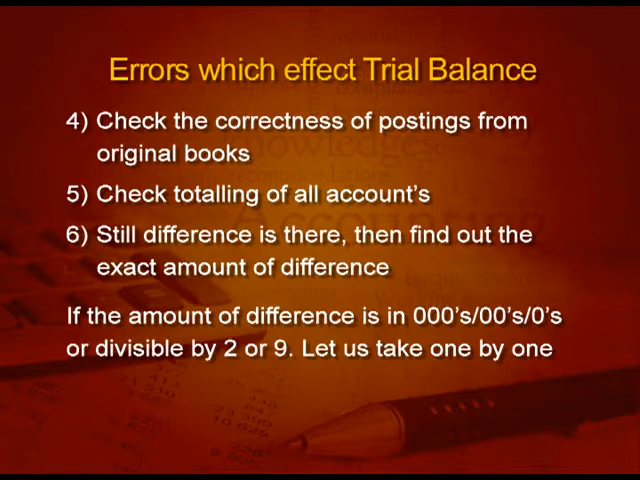 Errors which effect Trial Balance
4) Check the correctness of postings from
original books
5) Check totalling of all account's
6) Still difference is there, then find out the
exact amount of difference
If the amount of difference is in 000's/00's/0's
or divisible by 2 or 9. Let us take one by one